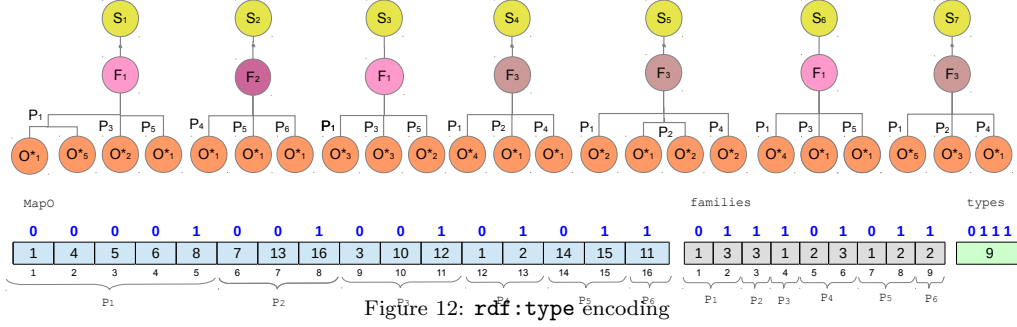 S1 S2 S3 S4 S5 S6 S7
F1 F2 F1 F3 F3 F1 F3
P1 P3 P5 P4 P5 P6 P1 P3 P5 P1 P2 P4 P1 P2 P4 P1 P3 P5 P1 P2 P4
O*1 O*5 O*2 O*1 O*1 O*1 O*1 O*3 O*3 O*2 O*4 O*1 O*1 O*2 O*1 O*2 O*2 O*4 O*1 O*1 O*5 O*3 O*1
MapO families types
0 0 0 0 1 0 0 1 0 0 1 0 1 0 1 1 0 1 1 1 0 1 0 1 1 0 1 1 1
1 4 5 6 8 7 13 16 3 10 12 1 2 14 15 11 1 3 3 1 2 3 1 2 2 9
1 2 3 4 5 6 7 8 9 10 11 12 13 14 15 16 1 2 3 4 5 6 7 8 9
P1 P2 P3 P4 P5 P6 P1 P2 P3 P4 P5 P6
Figure 12: rdf:type encoding